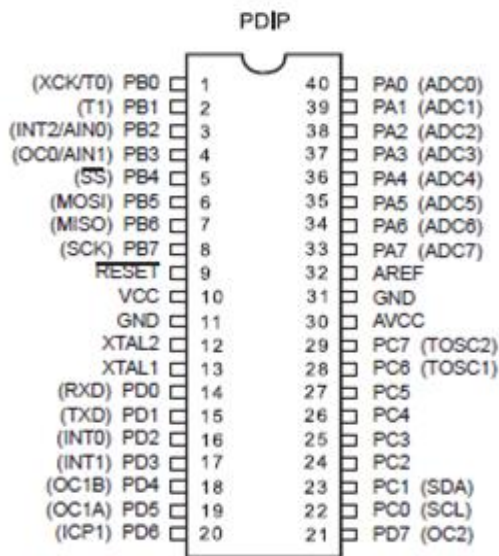 PDIP
(XCK/T0) PB0 1 40 PA0 (ADC0)
(T1) PB1 2 39 PA1 (ADC1)
(INT2/AIN0) PB2 3 38 PA2 (ADC2)
(OC0/AIN1) PB3 4 37 PA3 (ADC3)
(SS) PB4 5 36 PA4 (ADC4)
(MOSI) PB5 6 35 PA5 (ADC5)
(MISO) PB6 7 34 PA6 (ADC6)
(SCK) PB7 8 33 PA7 (ADC7)
RESET 9 32 AREF
VCC 10 31 GND
GND 11 30 AVCC
XTAL2 12 29 PC7 (TOSC2)
XTAL1 13 28 PC6 (TOSC1)
(RXD) PD0 14 27 PC5
(TXD) PD1 15 26 PC4
(INT0) PD2 16 25 PC3
(INT1) PD3 17 24 PC2
(OC1B) PD4 18 23 PC1 (SDA)
(OC1A) PD5 19 22 PC0 (SCL)
(ICP1) PD6 20 21 PD7 (OC2)